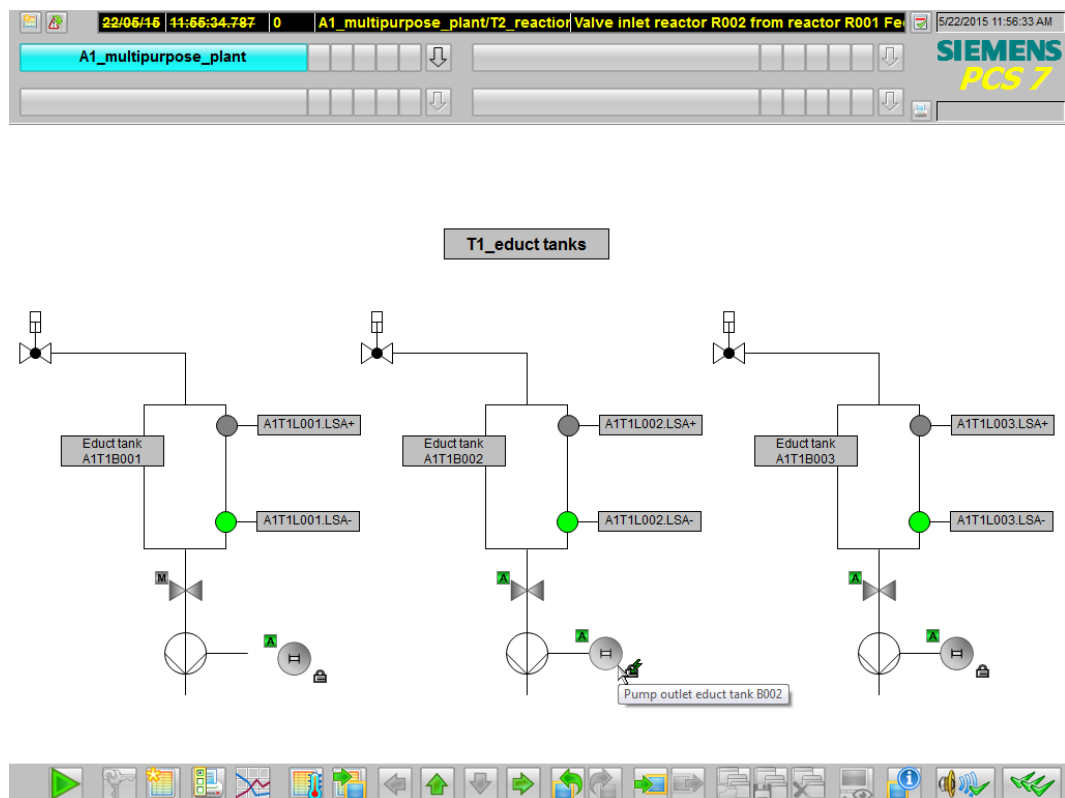 22/05/15 11:55:34.787 0 A1_multipurpose_plant/T2_reaction Valve inlet reactor R002 from reactor R001 Fe
5/22/2015 11:56:33 AM
A1_multipurpose_plant
SIEMENS
PCS 7
T1_educt tanks
A1T1L001.LSA+
A1T1L002.LSA+
A1T1L003.LSA+
Educt tank
A1T1B001
Educt tank
A1T1B002
Educt tank
A1T1B003
A1T1L001.LSA-
A1T1L002.LSA-
A1T1L003.LSA-
M
A
A
A
A
A
Pump outlet educt tank B002